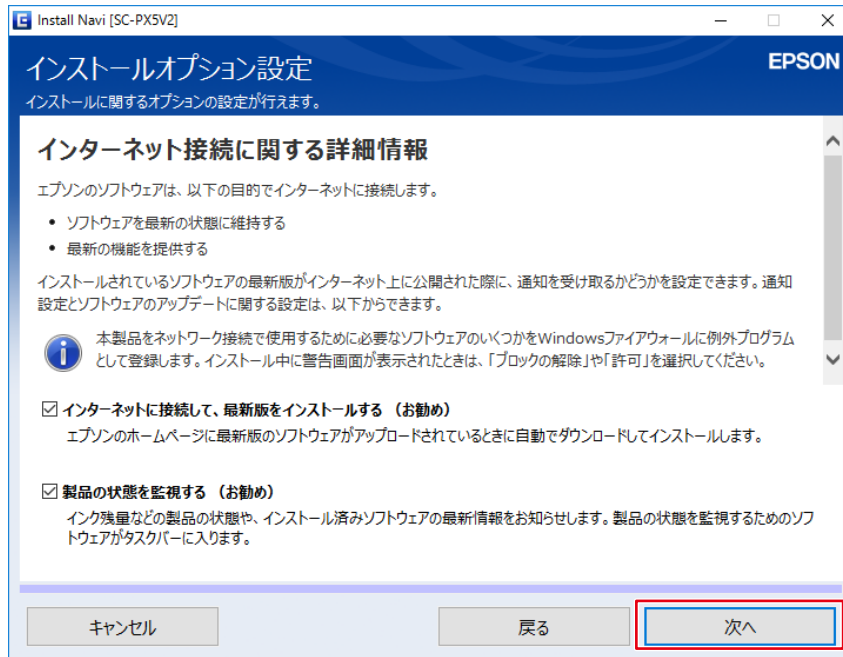 Install Navi [SC-PX5V2]
インストールオプション設定
EPSON
インストールに関するオプションの設定が行えます。
インターネット接続に関する詳細情報
エプソンのソフトウェアは、以下の目的でインターネットに接続します。
• ソフトウェアを最新の状態に維持する
• 最新の機能を提供する
インストールされているソフトウェアの最新版がインターネット上に公開された際に、通知を受け取るかどうかを設定できます。通知
設定とソフトウェアのアップデートに関する設定は、以下からできます。
本製品をネットワーク接続で使用するために必要なソフトウェアのいくつかをWindowsファイアウォールに例外プログラム
として登録します。インストール中に警告画面が表示されたときは、「ブロックの解除」や「許可」を選択してください。
インターネットに接続して、最新版をインストールする （お勧め）
エプソンのホームページに最新版のソフトウェアがアップロードされているときに自動でダウンロードしてインストールします。
製品の状態を監視する （お勧め）
インク残量などの製品の状態や、インストール済みソフトウェアの最新情報をお知らせします。製品の状態を監視するためのソフ
トウェアがタスクバーに入ります。
キャンセル
戻る
次へ